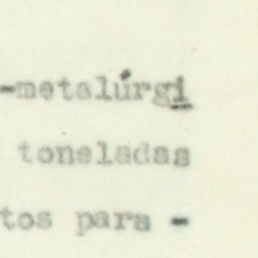 -metalúrgi
toneladas
tos para -